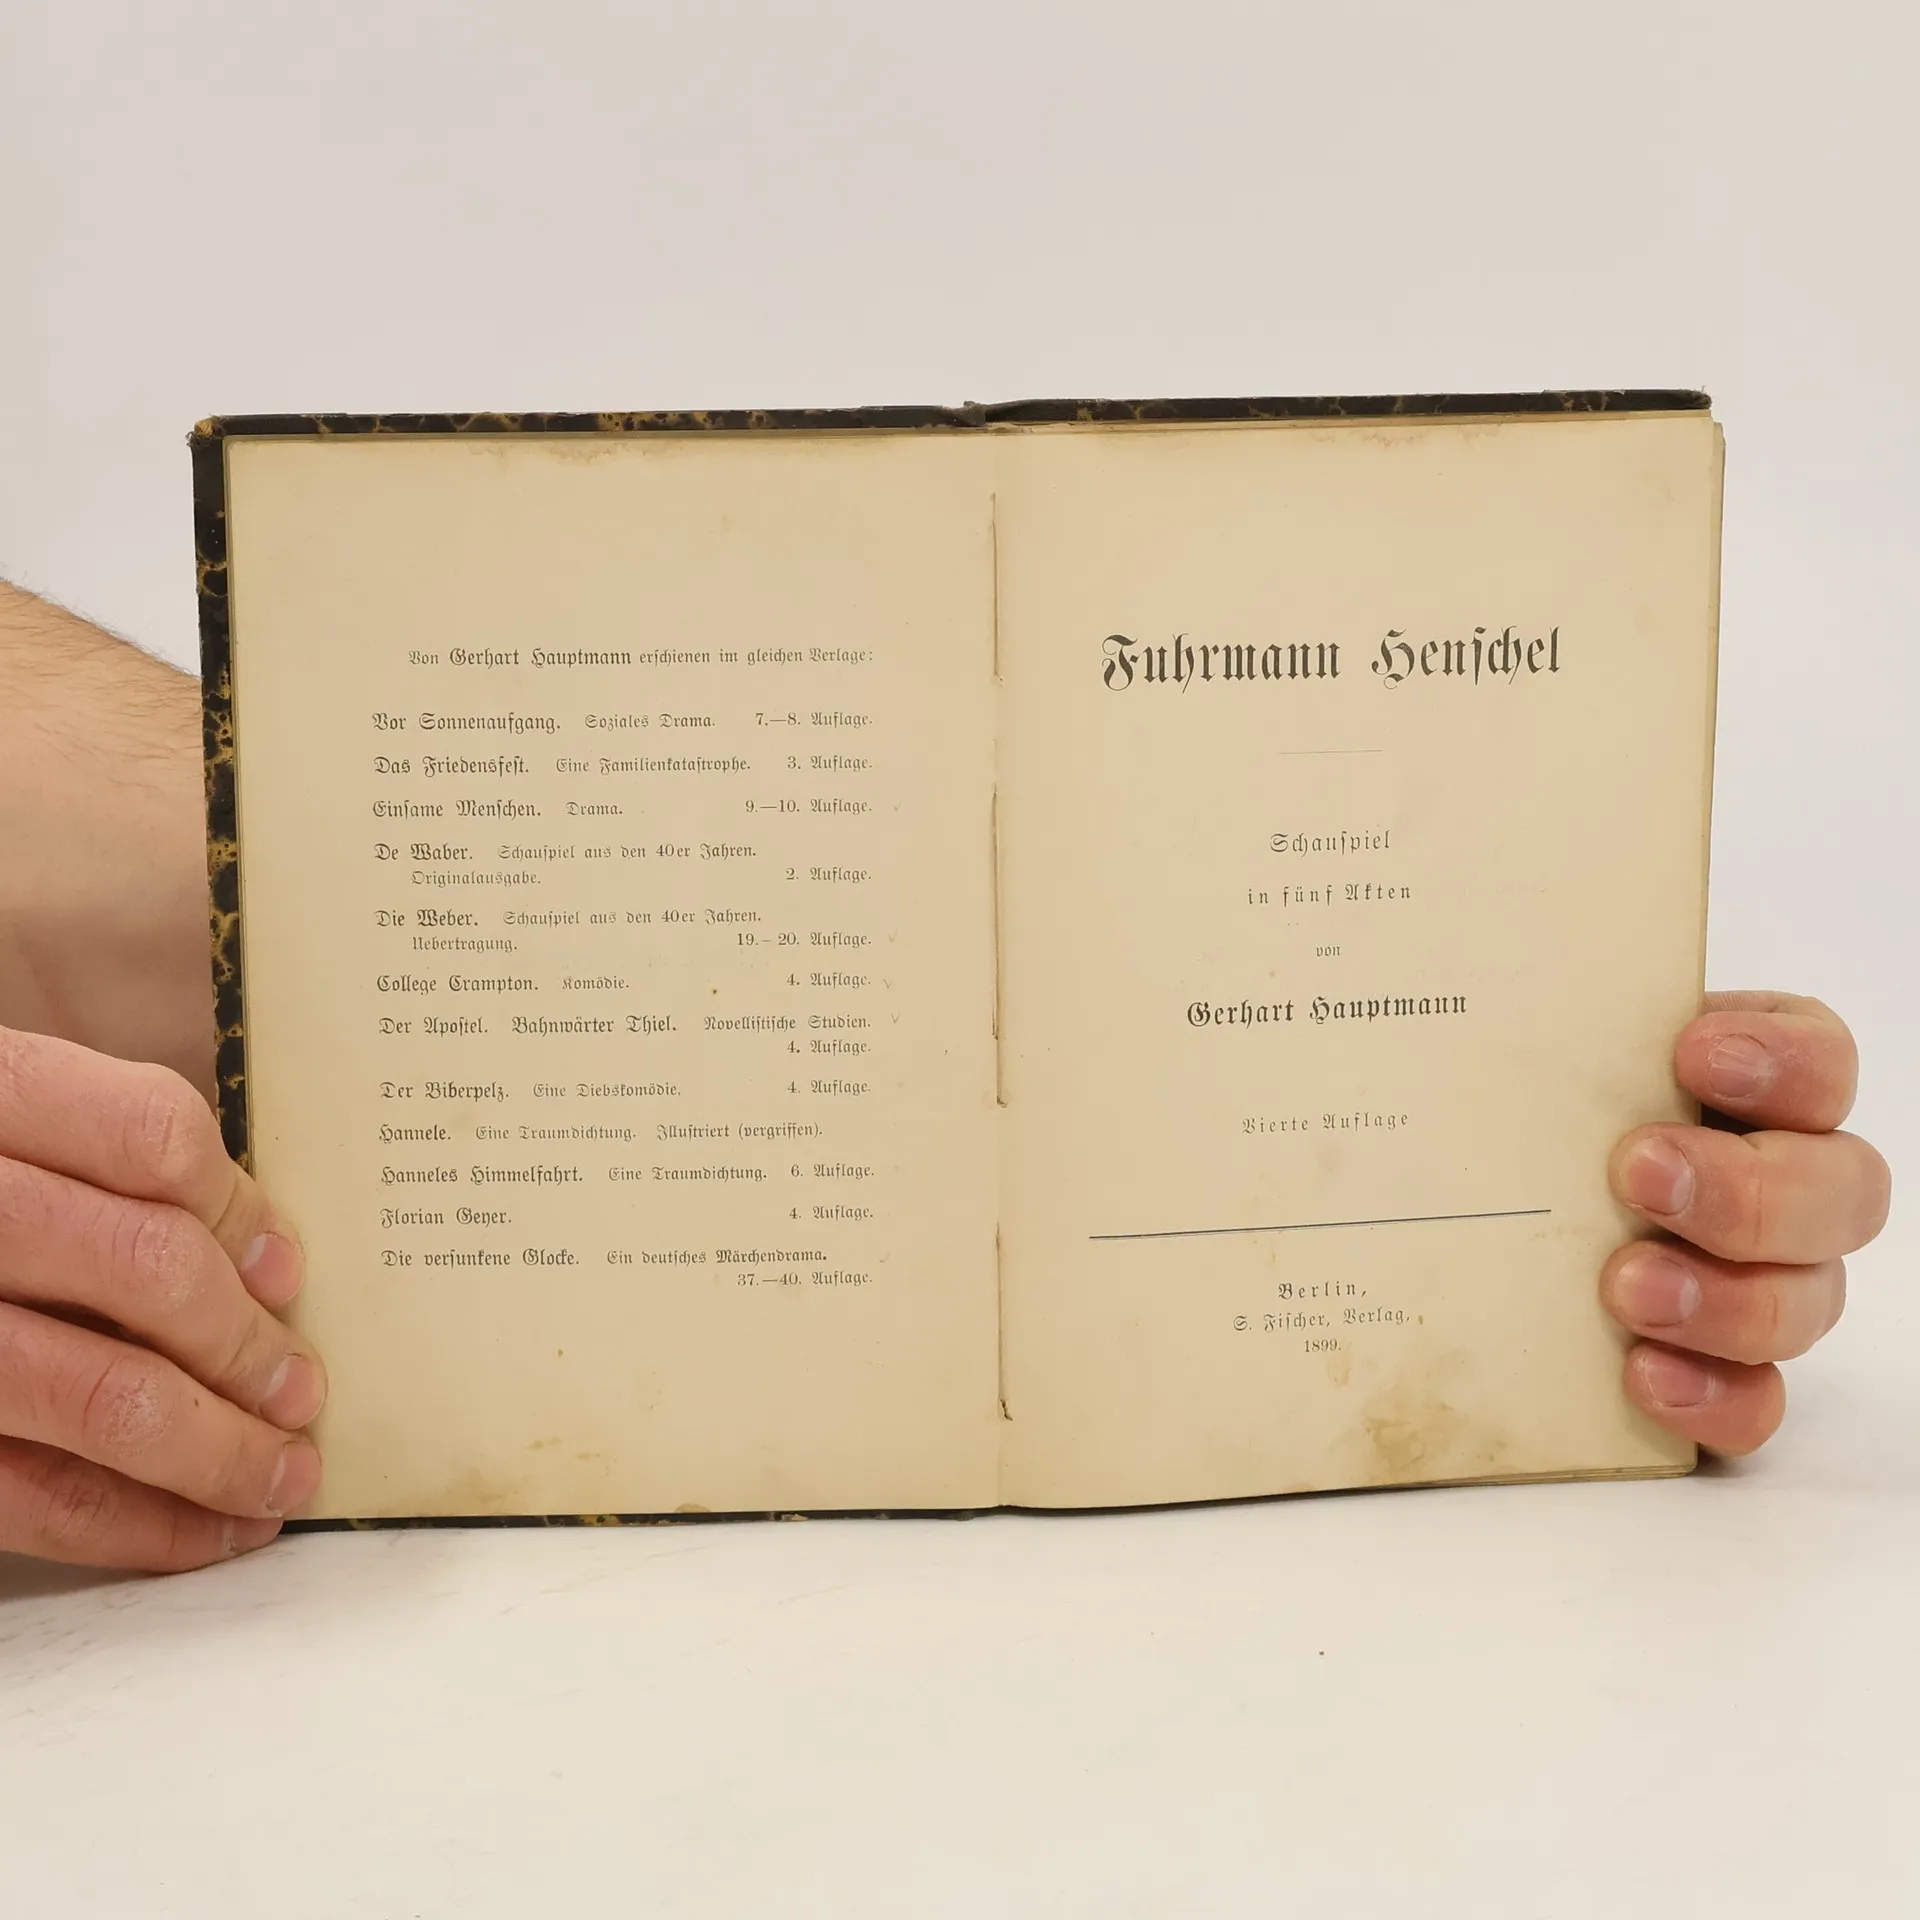 Von Gerhart Hauptmann erschienen im gleichen Verlage:
Vor Sonnenaufgang. Soziales Drama. 7.—8. Auflage.
Das Friedensfest. Eine Familienkatastrophe. 3. Auflage.
Einsame Menschen. Drama. 9.—10. Auflage.
De Waber. Schauspiel aus den 40er Jahren.
Originalausgabe. 2. Auflage.
Die Weber. Schauspiel aus den 40er Jahren.
Uebertragung. 19.—20. Auflage.
College Crampton. Komödie. 4. Auflage.
Der Apostel. Bahnwärter Thiel. Novellistische Studien.
4. Auflage.
Der Biberpelz. Eine Diebskomödie. 4. Auflage.
Hannele. Eine Traumdichtung. Illustriert (vergriffen).
Hanneles Himmelfahrt. Eine Traumdichtung. 6. Auflage.
Florian Geyer. 4. Auflage.
Die versunkene Glocke. Ein deutsches Märchendrama.
37.—40. Auflage.
Fuhrmann Henschel
Schauspiel
in fünf Akten
von
Gerhart Hauptmann
Vierte Auflage
Berlin,
S. Fischer, Verlag.
1899.